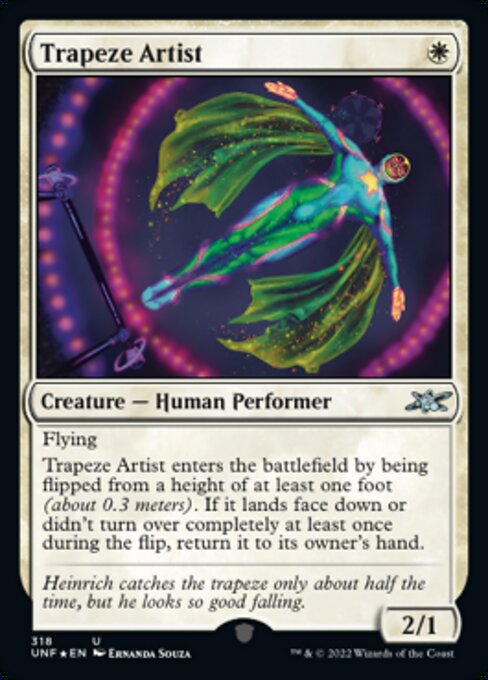 Trapeze Artist
Creature — Human Performer
Flying
Trapeze Artist enters the battlefield by being
flipped from a height of at least one foot
(about 0.3 meters). If it lands face down or
didn't turn over completely at least once
during the flip, return it to its owner's hand.
Heinrich catches the trapeze only about half the
time, but he looks so good falling.
2/1
318 U
UNF★EN Ernanda Souza
™ & © 2022 Wizards of the Coast